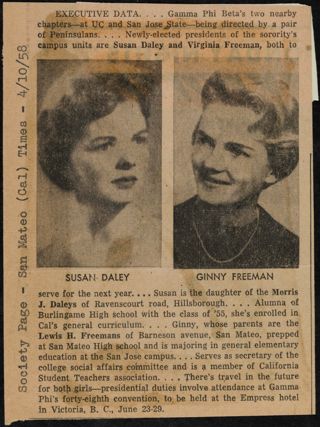 EXECUTIVE DATA. . . . Gamma Phi Beta's two nearby
chapters—at UC and San Jose State—being directed by a pair
of Peninsulans. . . . Newly-elected presidents of the sorority's
campus units are Susan Daley and Virginia Freeman, both to
SUSAN DALEY
GINNY FREEMAN
serve for the next year. . . . Susan is the daughter of the Morris
J. Daleys of Ravenscourt road, Hillsborough. . . . Alumna of
Burlingame High school with the class of '55, she's enrolled in
Cal's general curriculum. . . . Ginny, whose parents are the
Lewis H. Freemans of Barneson avenue, San Mateo, prepped
at San Mateo High school and is majoring in general elementary
education at the San Jose campus. . . . Serves as secretary of the
college social affairs committee and is a member of California
Student Teachers association. . . . There's travel in the future
for both girls—presidential duties involve attendance at Gamma
Phi's forty-eighth convention, to be held at the Empress hotel
in Victoria, B. C., June 23-29.
Society Page - San Mateo (Cal) Times - 4/10/58